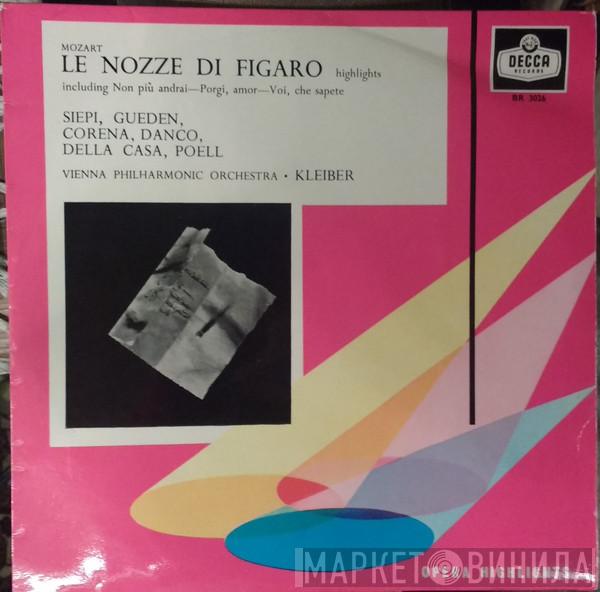 MOZART
LE NOZZE DI FIGARO highlights
including Non più andrai—Porgi, amor—Voi, che sapete
SIEPI, GUEDEN,
CORENA, DANCO,
DELLA CASA, POELL
VIENNA PHILHARMONIC ORCHESTRA • KLEIBER
DECCA
RECORDS
BR 3026
МАРКЕТ ВИНИЛА
OPERA HIGHLIGHTS